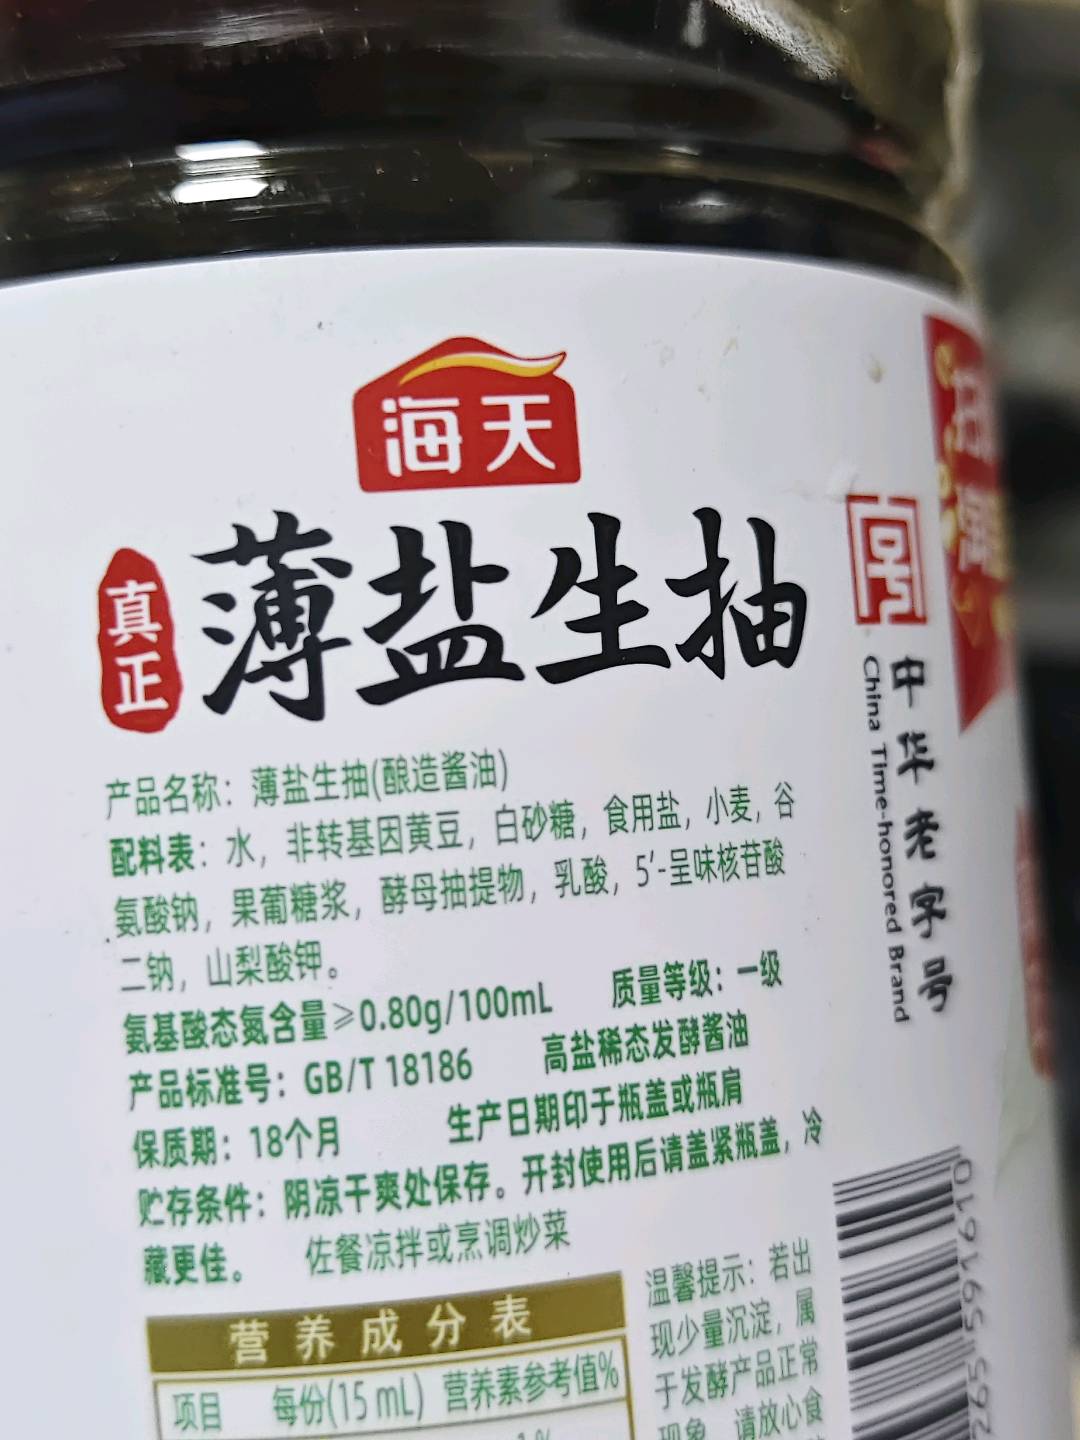 海天
真正
薄盐生抽
中华老字号
China Time-honored Brand
产品名称：薄盐生抽(酿造酱油)
配料表：水，非转基因黄豆，白砂糖，食用盐，小麦，谷
氨酸钠，果葡糖浆，酵母抽提物，乳酸，5′-呈味核苷酸
二钠，山梨酸钾。
氨基酸态氮含量≥0.80g/100mL 质量等级：一级
产品标准号：GB/T 18186 高盐稀态发酵酱油
保质期：18个月 生产日期印于瓶盖或瓶肩
贮存条件：阴凉干爽处保存。开封使用后请盖紧瓶盖，冷
藏更佳。 佐餐凉拌或烹调炒菜
营养成分表
项目 每份(15 mL) 营养素参考值%
温馨提示：若出
现少量沉淀，属
于发酵产品正常
现象，请放心食